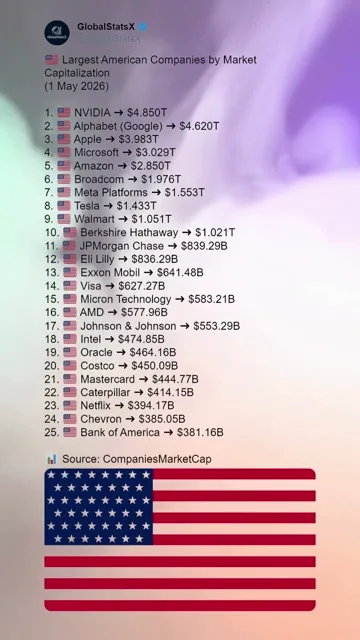 GlobalStatsX
🇺🇸 Largest American Companies by Market
Capitalization
(1 May 2026)
1. 🇺🇸 NVIDIA → $4.850T
2. 🇺🇸 Alphabet (Google) → $4.620T
3. 🇺🇸 Apple → $3.983T
4. 🇺🇸 Microsoft → $3.029T
5. 🇺🇸 Amazon → $2.850T
6. 🇺🇸 Broadcom → $1.976T
7. 🇺🇸 Meta Platforms → $1.553T
8. 🇺🇸 Tesla → $1.433T
9. 🇺🇸 Walmart → $1.051T
10. 🇺🇸 Berkshire Hathaway → $1.021T
11. 🇺🇸 JPMorgan Chase → $839.29B
12. 🇺🇸 Eli Lilly → $836.29B
13. 🇺🇸 Exxon Mobil → $641.48B
14. 🇺🇸 Visa → $627.27B
15. 🇺🇸 Micron Technology → $583.21B
16. 🇺🇸 AMD → $577.96B
17. 🇺🇸 Johnson & Johnson → $553.29B
18. 🇺🇸 Intel → $474.85B
19. 🇺🇸 Oracle → $464.16B
20. 🇺🇸 Costco → $450.09B
21. 🇺🇸 Mastercard → $444.77B
22. 🇺🇸 Caterpillar → $414.15B
23. 🇺🇸 Netflix → $394.17B
24. 🇺🇸 Chevron → $385.05B
25. 🇺🇸 Bank of America → $381.16B
📊 Source: CompaniesMarketCap